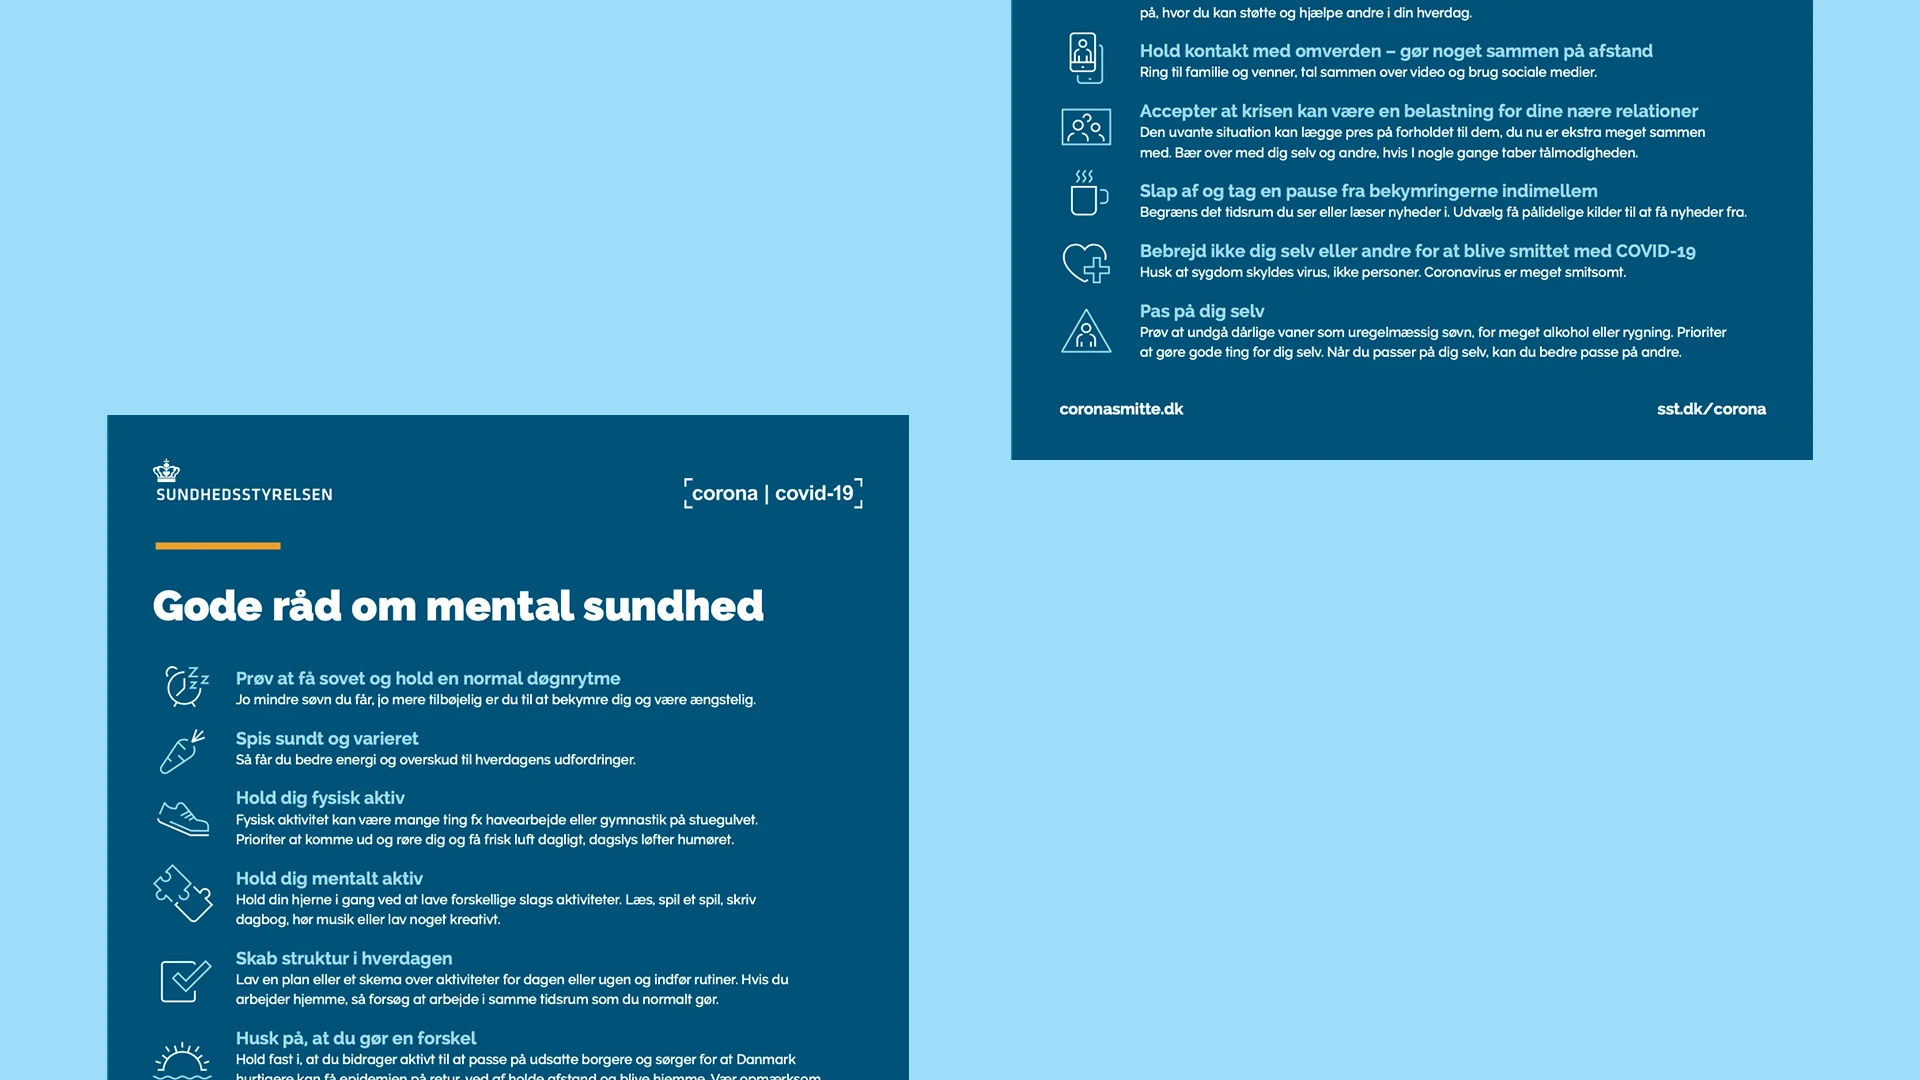 SUNDHEDSSTYRELSEN
corona | covid-19
Gode råd om mental sundhed
Prøv at få sovet og hold en normal døgnrytme
Jo mindre søvn du får, jo mere tilbøjelig er du til at bekymre dig og være ængstelig.
Spis sundt og varieret
Så får du bedre energi og overskud til hverdagens udfordringer.
Hold dig fysisk aktiv
Fysisk aktivitet kan være mange ting fx havearbejde eller gymnastik på stuegulvet.
Prioriter at komme ud og røre dig og få frisk luft dagligt, dagslys løfter humøret.
Hold dig mentalt aktiv
Hold din hjerne i gang ved at lave forskellige slags aktiviteter. Læs, spil et spil, skriv
dagbog, hør musik eller lav noget kreativt.
Skab struktur i hverdagen
Lav en plan eller et skema over aktiviteter for dagen eller ugen og indfør rutiner. Hvis du
arbejder hjemme, så forsøg at arbejde i samme tidsrum som du normalt gør.
Husk på, at du gør en forskel
Hold fast i, at du bidrager aktivt til at passe på udsatte borgere og sørger for at Danmark
hurtigere kan få epidemien på retur, ved at holde afstand og blive hjemme. Vær opmærksom
på, hvor du kan støtte og hjælpe andre i din hverdag.
Hold kontakt med omverden – gør noget sammen på afstand
Ring til familie og venner, tal sammen over video og brug sociale medier.
Accepter at krisen kan være en belastning for dine nære relationer
Den uvante situation kan lægge pres på forholdet til dem, du nu er ekstra meget sammen
med. Bær over med dig selv og andre, hvis I nogle gange taber tålmodigheden.
Slap af og tag en pause fra bekymringerne indimellem
Begræns det tidsrum du ser eller læser nyheder i. Udvælg få pålidelige kilder til at få nyheder fra.
Bebrejd ikke dig selv eller andre for at blive smittet med COVID-19
Husk at sygdom skyldes virus, ikke personer. Coronavirus er meget smitsomt.
Pas på dig selv
Prøv at undgå dårlige vaner som uregelmæssig søvn, for meget alkohol eller rygning. Prioriter
at gøre gode ting for dig selv. Når du passer på dig selv, kan du bedre passe på andre.
coronasmitte.dk
sst.dk/corona